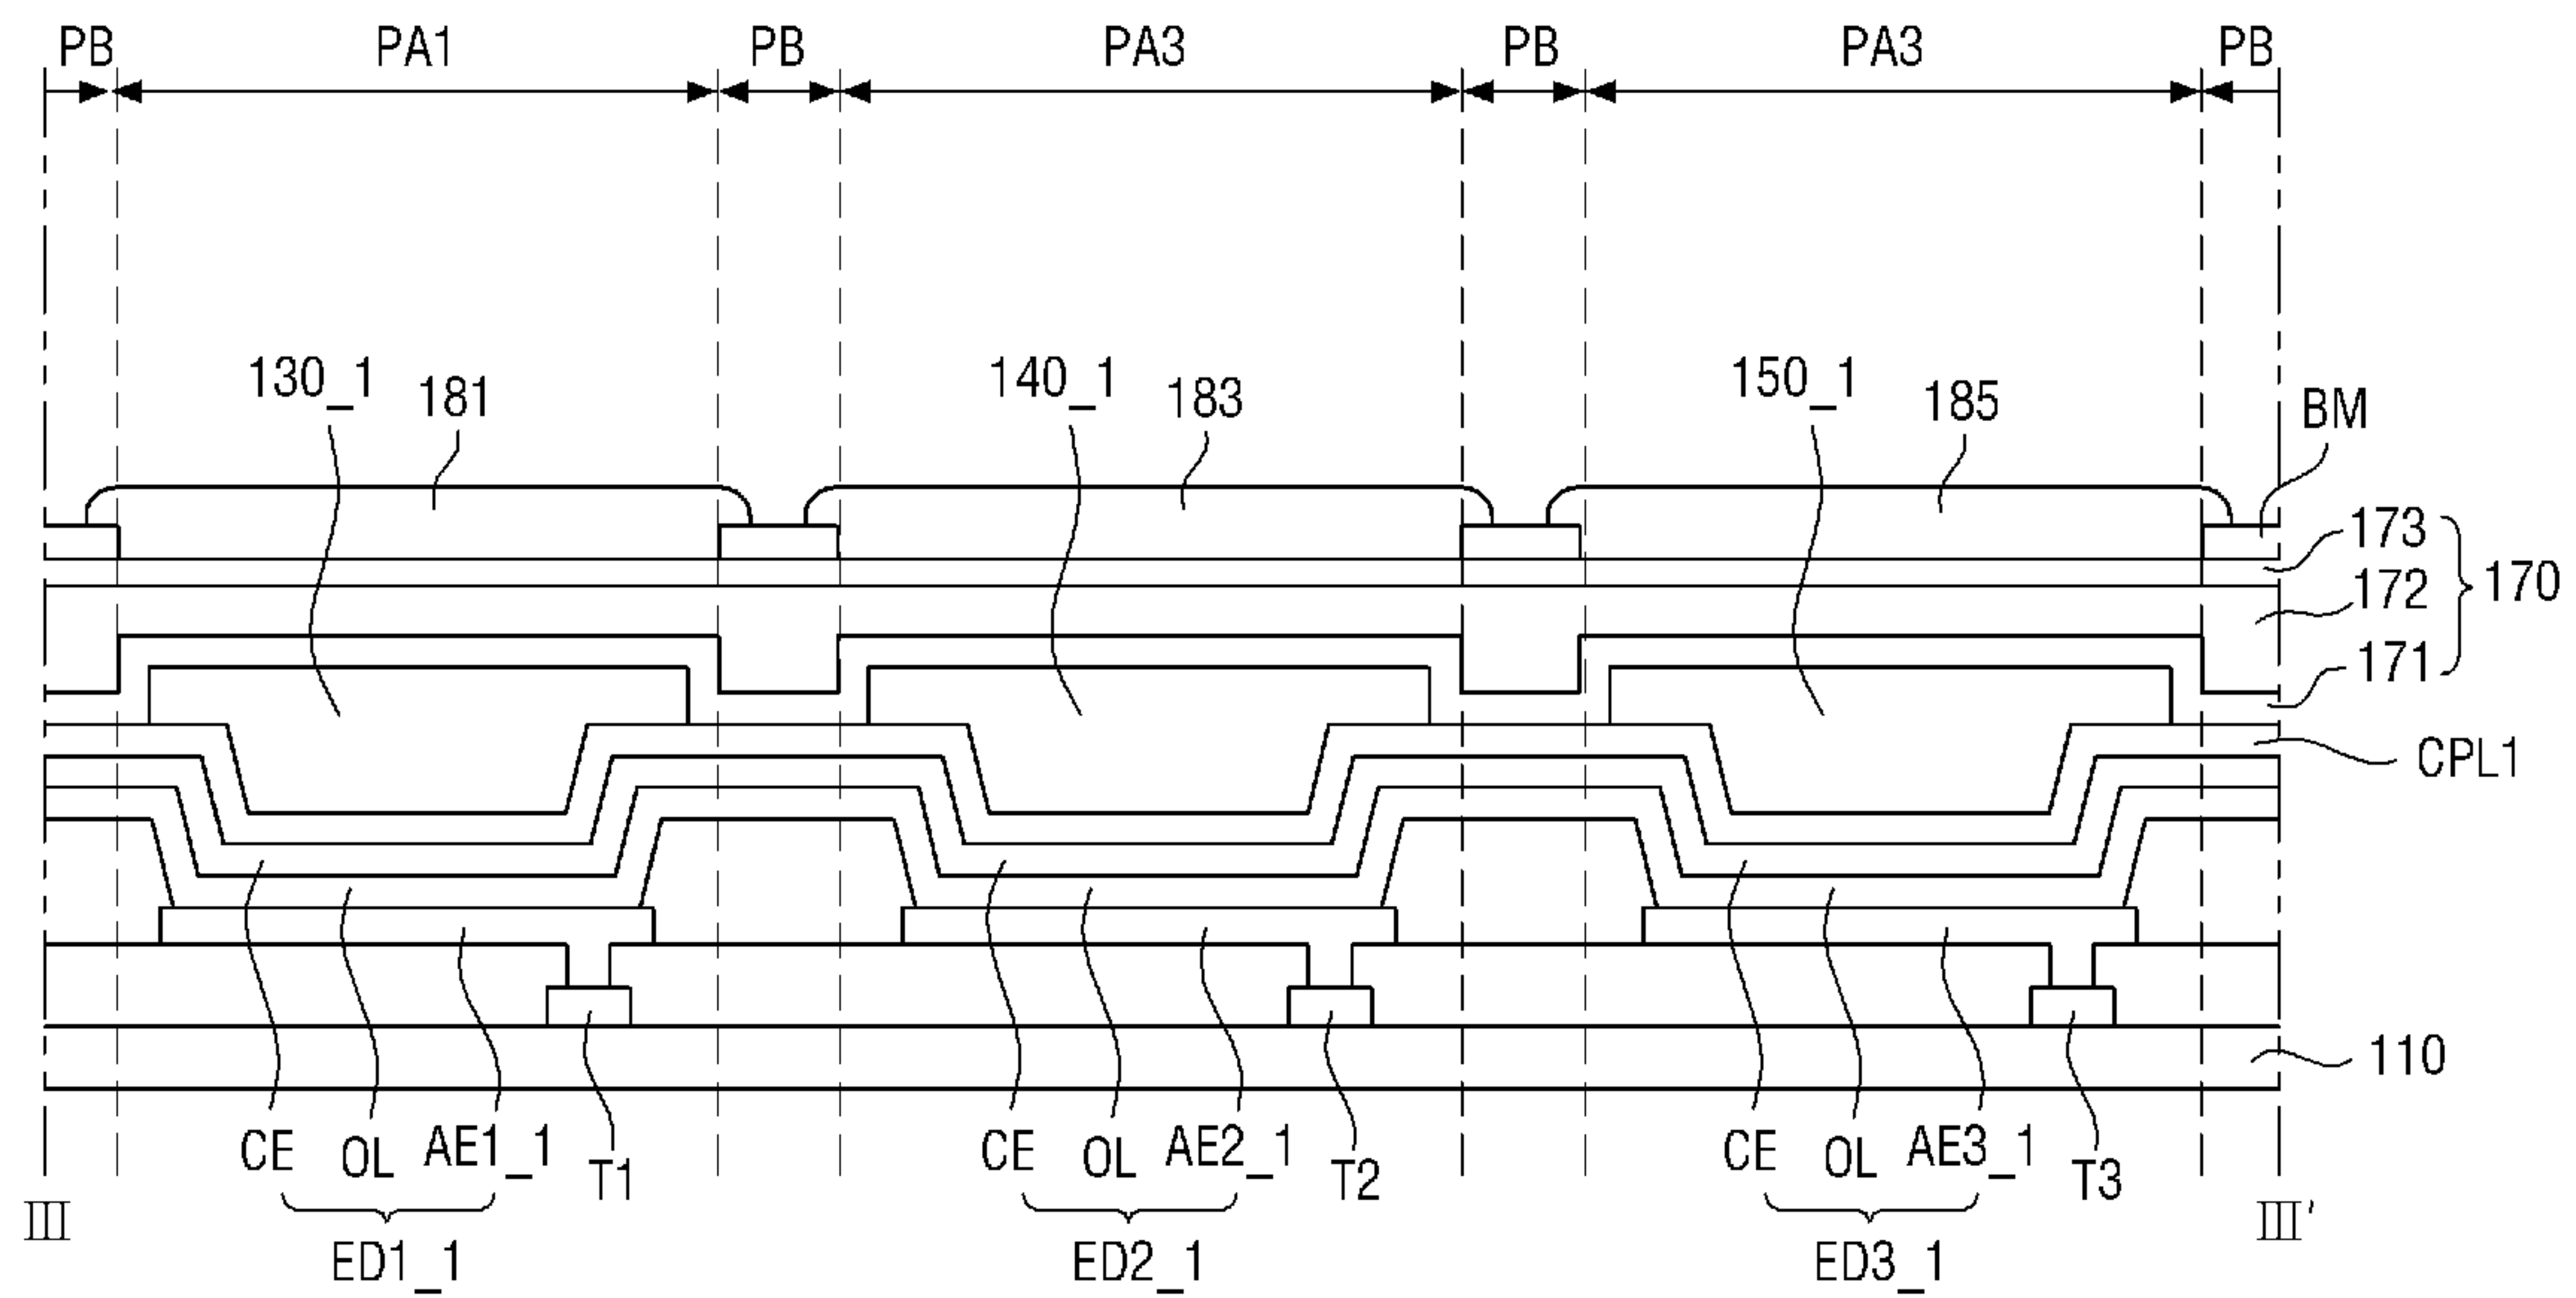 PB PA1 PB PA3 PB PA3 PB
130_1 181 140_1 183 150_1 185 BM
173
172 170
171
CPL1
110
CE OL AE1_1 T1 CE OL AE2_1 T2 CE OL AE3_1 T3
III III'
ED1_1 ED2_1 ED3_1